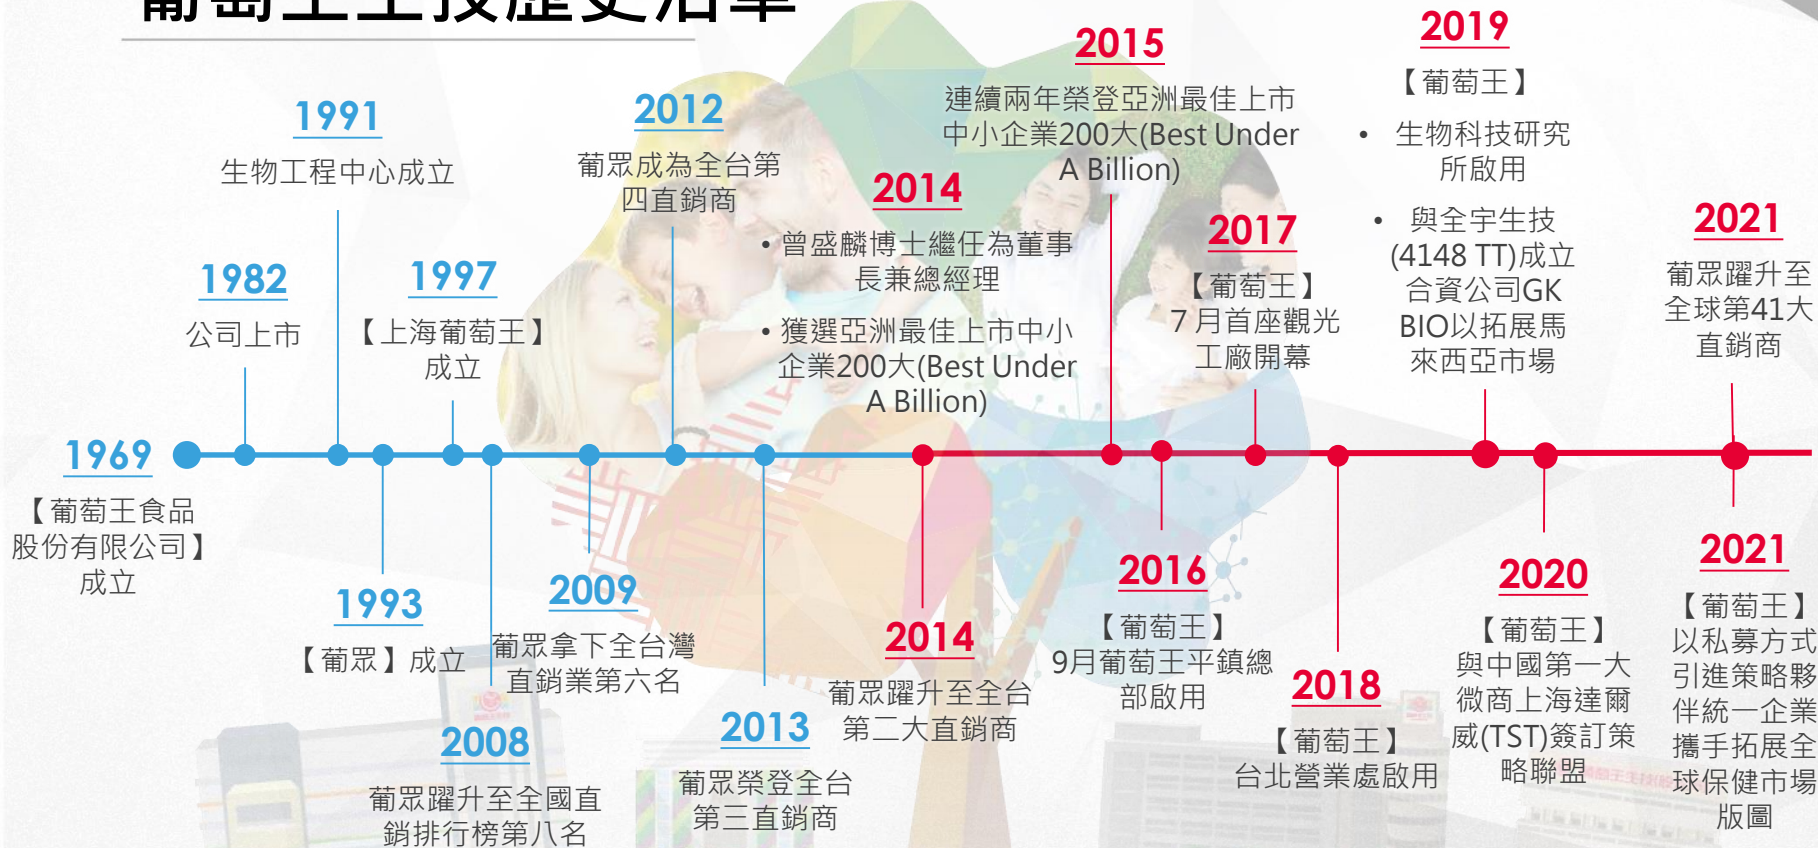 葡萄王生技歷史沿革
1969
【葡萄王食品
股份有限公司】
成立
1982
公司上市
1991
生物工程中心成立
1993
【葡眾】成立
1997
【上海葡萄王】
成立
2008
葡眾躍升至全國直
銷排行榜第八名
2009
葡眾拿下全台灣
直銷業第六名
2012
葡眾成為全台第
四直銷商
2013
葡眾榮登全台
第三直銷商
2014
• 曾盛麟博士繼任為董事
長兼總經理
• 獲選亞洲最佳上市中小
企業200大(Best Under
A Billion)
2014
葡眾躍升至全台
第二大直銷商
2015
連續兩年榮登亞洲最佳上市
中小企業200大(Best Under
A Billion)
2016
【葡萄王】
9月葡萄王平鎮總
部啟用
2017
【葡萄王】
7月首座觀光
工廠開幕
2018
【葡萄王】
台北營業處啟用
2019
【葡萄王】
• 生物科技研究
所啟用
• 與全宇生技
(4148 TT)成立
合資公司GK
BIO以拓展馬
來西亞市場
2020
【葡萄王】
與中國第一大
微商上海達爾
威(TST)簽訂策
略聯盟
2021
葡眾躍升至
全球第41大
直銷商
2021
【葡萄王】
以私募方式
引進策略夥
伴統一企業
攜手拓展全
球保健市場
版圖